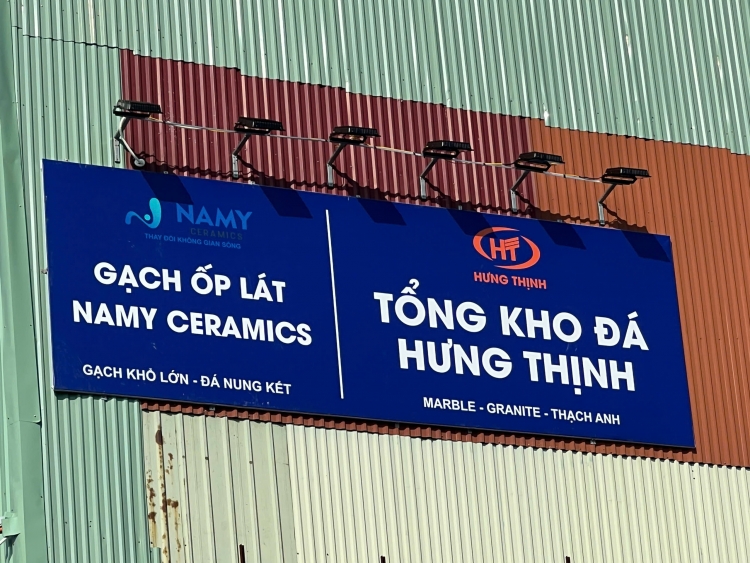 NAMY
CERAMICS
THAY ĐỔI KHÔNG GIAN SỐNG
GẠCH ỐP LÁT
NAMY CERAMICS
GẠCH KHỔ LỚN - ĐÁ NUNG KẾT
HT
HƯNG THỊNH
TỔNG KHO ĐÁ
HƯNG THỊNH
MARBLE - GRANITE - THẠCH ANH